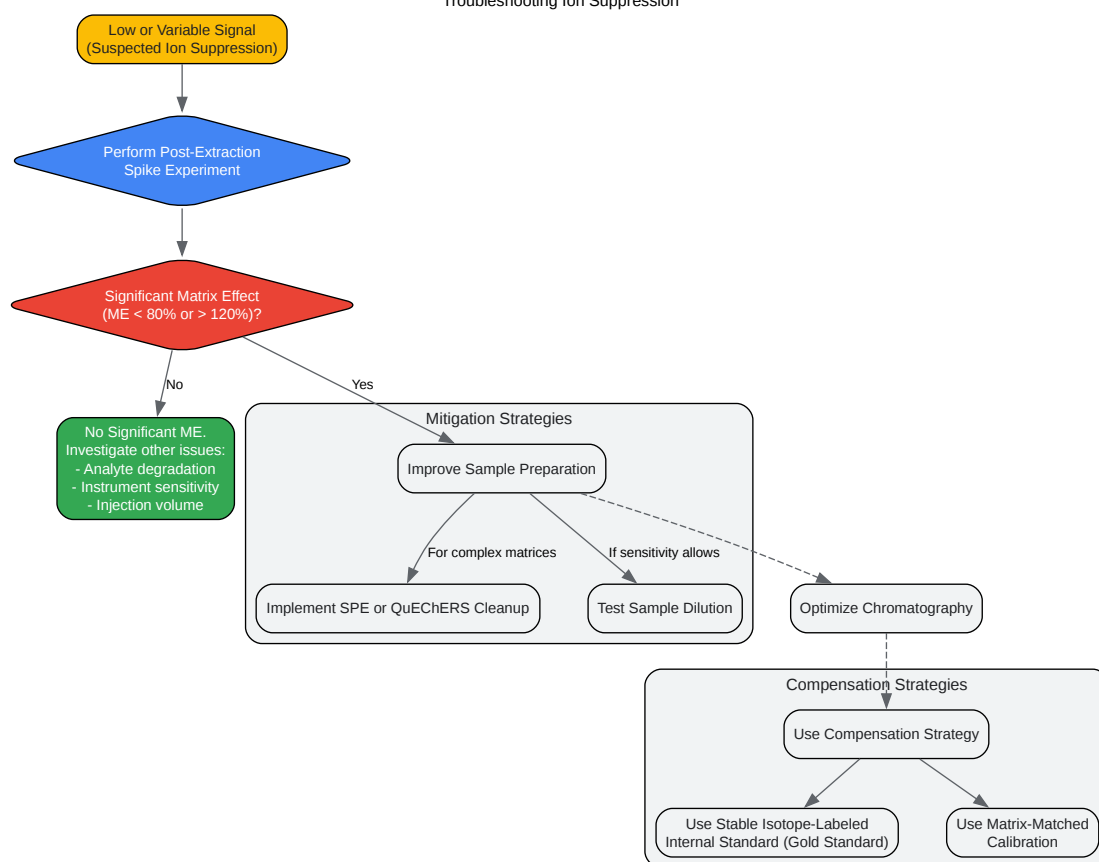 Troubleshooting Ion Suppression
Low or Variable Signal
(Suspected Ion Suppression)
Perform Post-Extraction
Spike Experiment
Significant Matrix Effect
(ME < 80% or > 120%)?
No
Yes
No Significant ME.
Investigate other issues:
- Analyte degradation
- Instrument sensitivity
- Injection volume
Mitigation Strategies
Improve Sample Preparation
For complex matrices
If sensitivity allows
Implement SPE or QuEChERS Cleanup
Test Sample Dilution
Optimize Chromatography
Compensation Strategies
Use Compensation Strategy
Use Stable Isotope-Labeled
Internal Standard (Gold Standard)
Use Matrix-Matched
Calibration